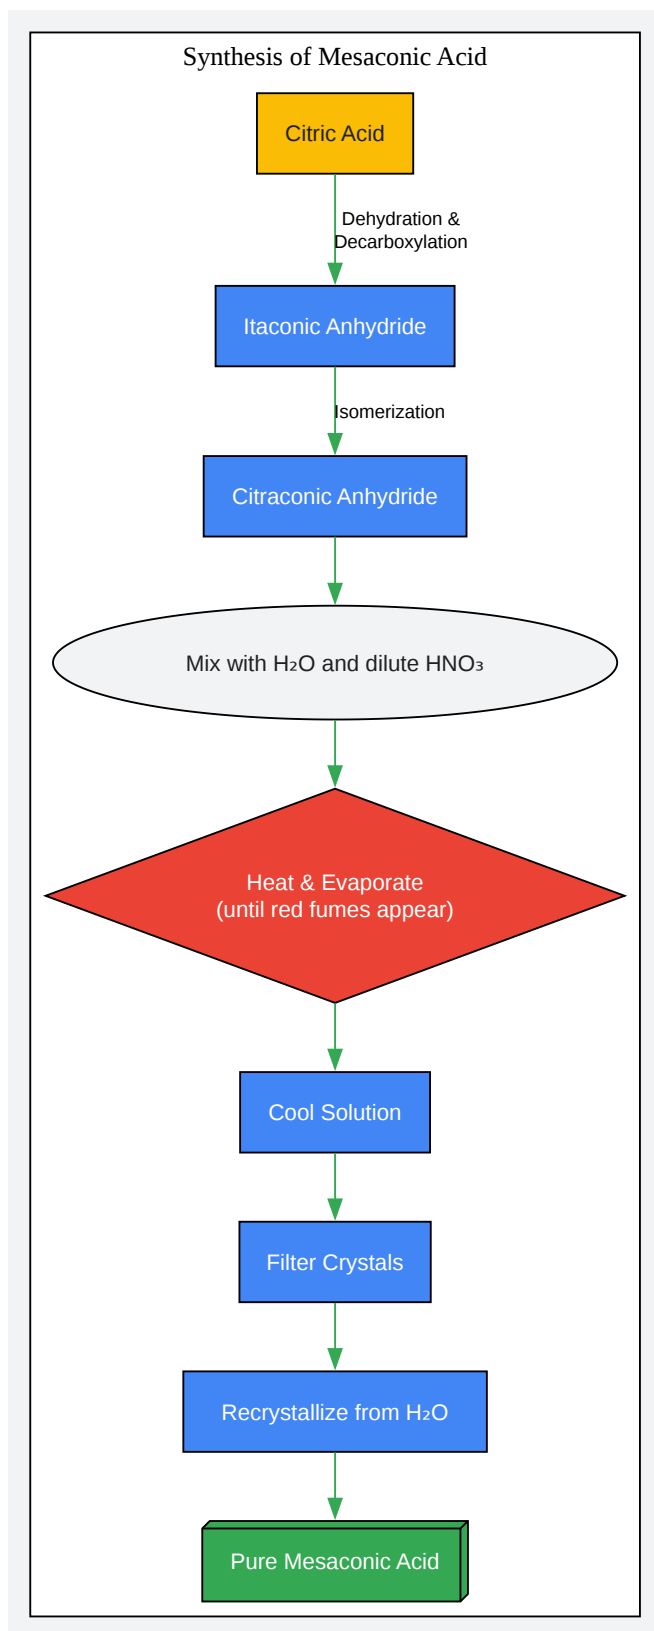 Synthesis of Mesaconic Acid
Citric Acid
Dehydration &
Decarboxylation
Itaconic Anhydride
Isomerization
Citraconic Anhydride
Mix with H₂O and dilute HNO₃
Heat & Evaporate
(until red fumes appear)
Cool Solution
Filter Crystals
Recrystallize from H₂O
Pure Mesaconic Acid